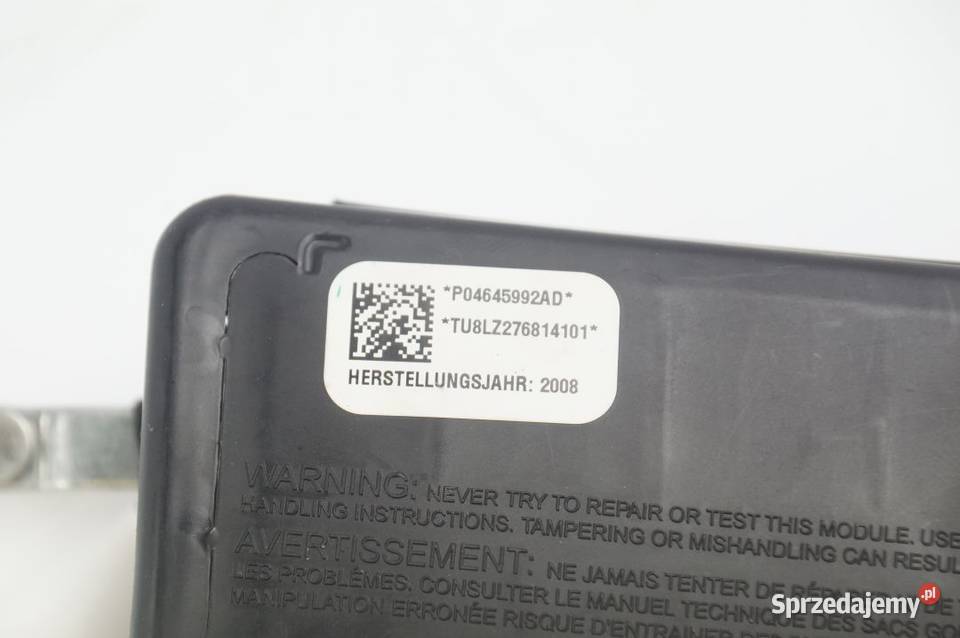 *P04645992AD*
*TU8LZ276814101*
HERSTELLUNGSJAHR: 2008
WARNING: NEVER TRY TO REPAIR OR TEST THIS MODULE. USE
HANDLING INSTRUCTIONS. TAMPERING OR MISHANDLING CAN RESUL
AVERTISSEMENT: NE JAMAIS TENTER DE
LES PROBLÈMES. CONSULTER LE MANUEL TECHNIQUE DES SACS GO
MANIPULATION ERRONÉE RISQUE D'ENTRAINER
Sprzedajemy.pl